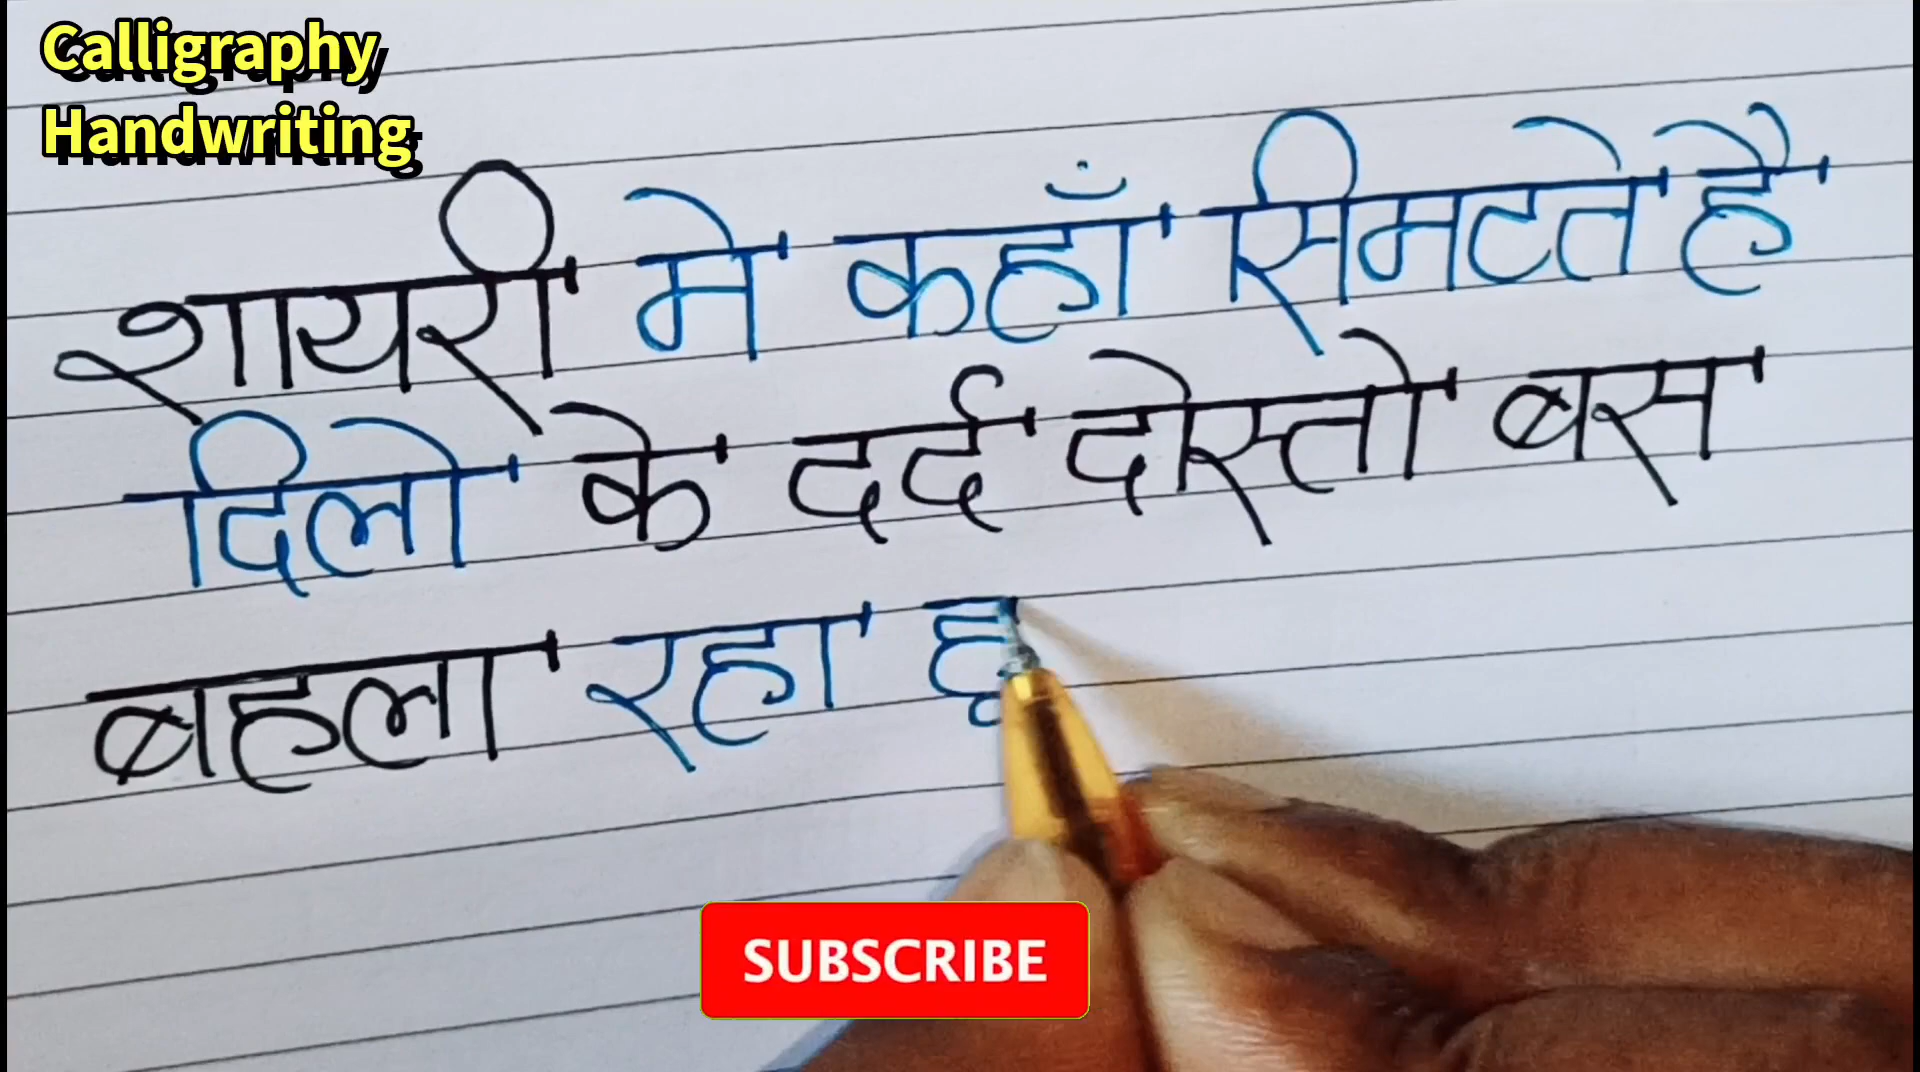 Calligraphy
Handwriting
शायरी मे कहाँ सिमटते है
दिलो के दर्द दोस्तो बस
बहला रहा
SUBSCRIBE